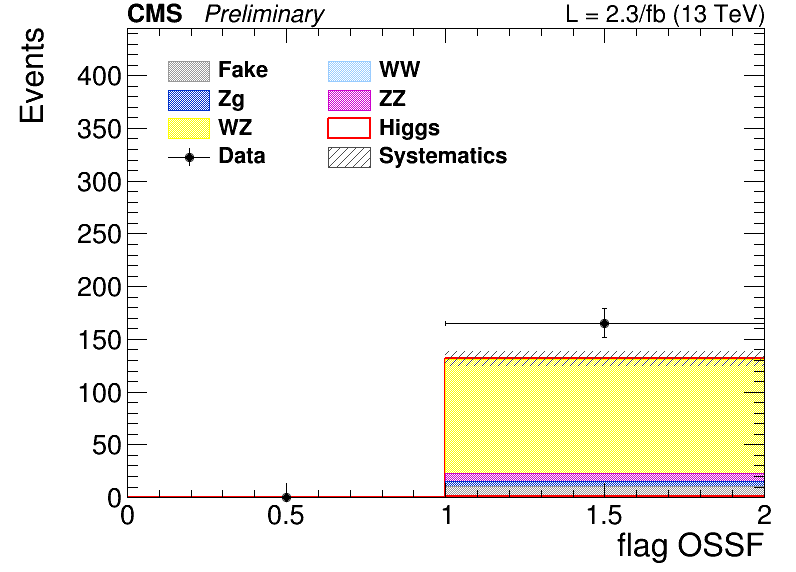 CMS Preliminary L = 2.3/fb (13 TeV)
Events
400
350
300
250
200
150
100
50
0
Fake WW
Zg ZZ
WZ Higgs
Data Systematics
0 0.5 1 1.5 2
flag OSSF